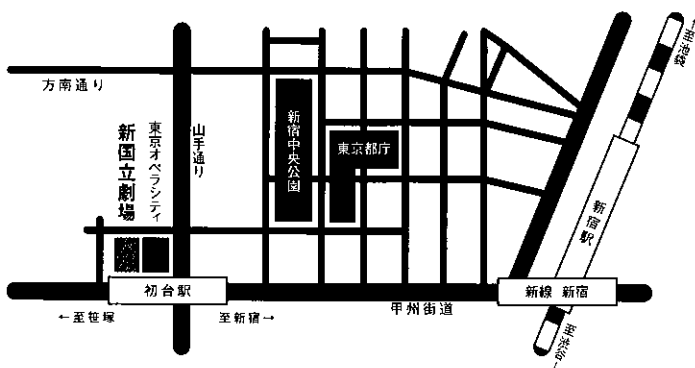 方南通り
新国立劇場
東京オペラシティ
山手通り
新宿中央公園
東京都庁
新宿駅
↑至池袋
初台駅
新線 新宿
甲州街道
←至笹塚
至新宿→
至渋谷↓